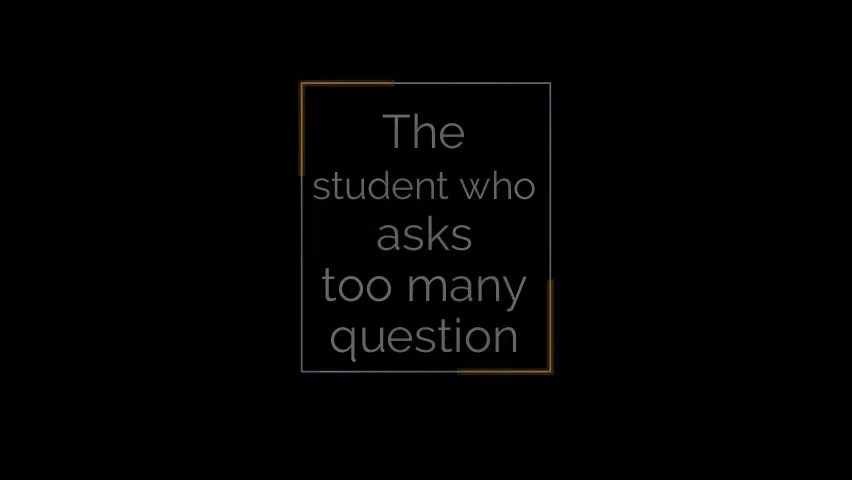 The
student who
asks
too many
question